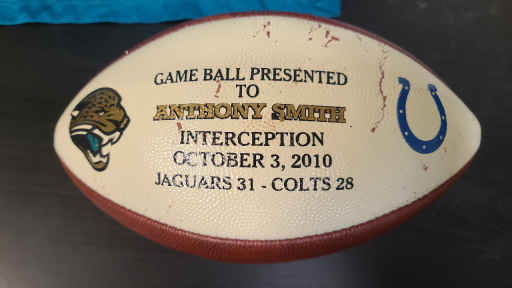 GAME BALL PRESENTED
TO
ANTHONY SMITH
INTERCEPTION
OCTOBER 3, 2010
JAGUARS 31 - COLTS 28